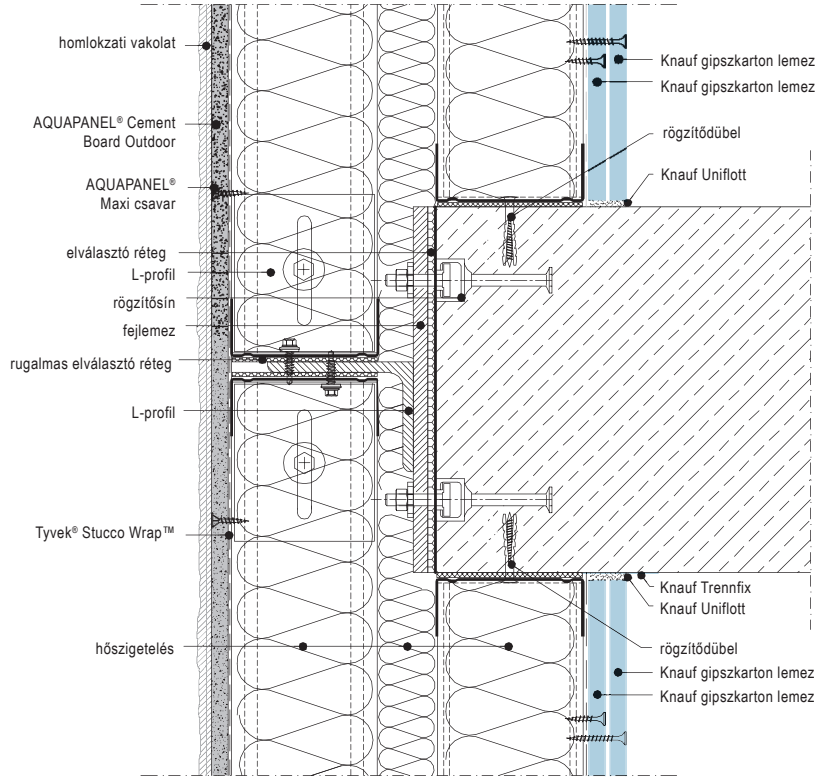 homlokzati vakolat
AQUAPANEL® Cement
Board Outdoor
AQUAPANEL®
Maxi csavar
elválasztó réteg
L-profil
rögzítősín
fejlemez
rugalmas elválasztó réteg
L-profil
Tyvek® Stucco Wrap™
hőszigetelés
Knauf gipszkarton lemez
Knauf gipszkarton lemez
rögzítődübel
Knauf Uniflott
Knauf Trennfix
Knauf Uniflott
rögzítődübel
Knauf gipszkarton lemez
Knauf gipszkarton lemez